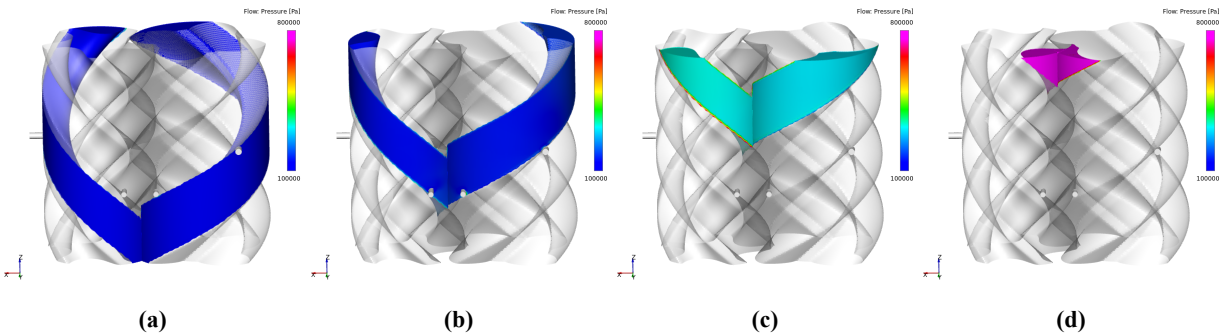 Flow: Pressure [Pa]
800000
100000
Z
X
Y
(a)
Flow: Pressure [Pa]
800000
100000
Z
X
Y
(b)
Flow: Pressure [Pa]
800000
100000
Z
X
Y
(c)
Flow: Pressure [Pa]
800000
100000
Z
X
Y
(d)